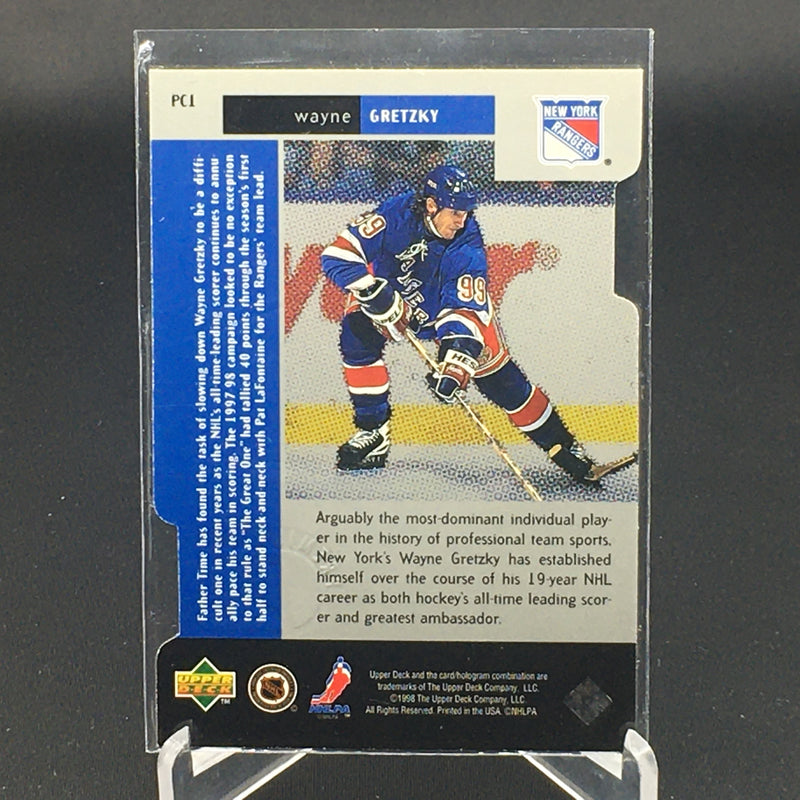 PC1
wayne GRETZKY
NEW YORK
RANGERS
®
Father Time has found the task of slowing down Wayne Gretzky to be a diffi-
cult one in recent years as the NHL's all-time leading scorer continues to annu-
ally pace his team in scoring. The 1997-98 campaign looked to be no exception
to that rule as "The Great One" had tallied 40 points through the season's first
half to stand neck-and-neck with Pat LaFontaine for the Rangers' team lead.
99
99
Arguably the most-dominant individual play-
er in the history of professional team sports,
New York's Wayne Gretzky has established
himself over the course of his 19-year NHL
career as both hockey's all-time leading scor-
er and greatest ambassador.
UPPER
DECK
™
NHL
©
NHLPA
™
Upper Deck and the card/hologram combination are
trademarks of The Upper Deck Company, LLC.
©1998 The Upper Deck Company, LLC.
All Rights Reserved. Printed in the USA. ©NHLPA